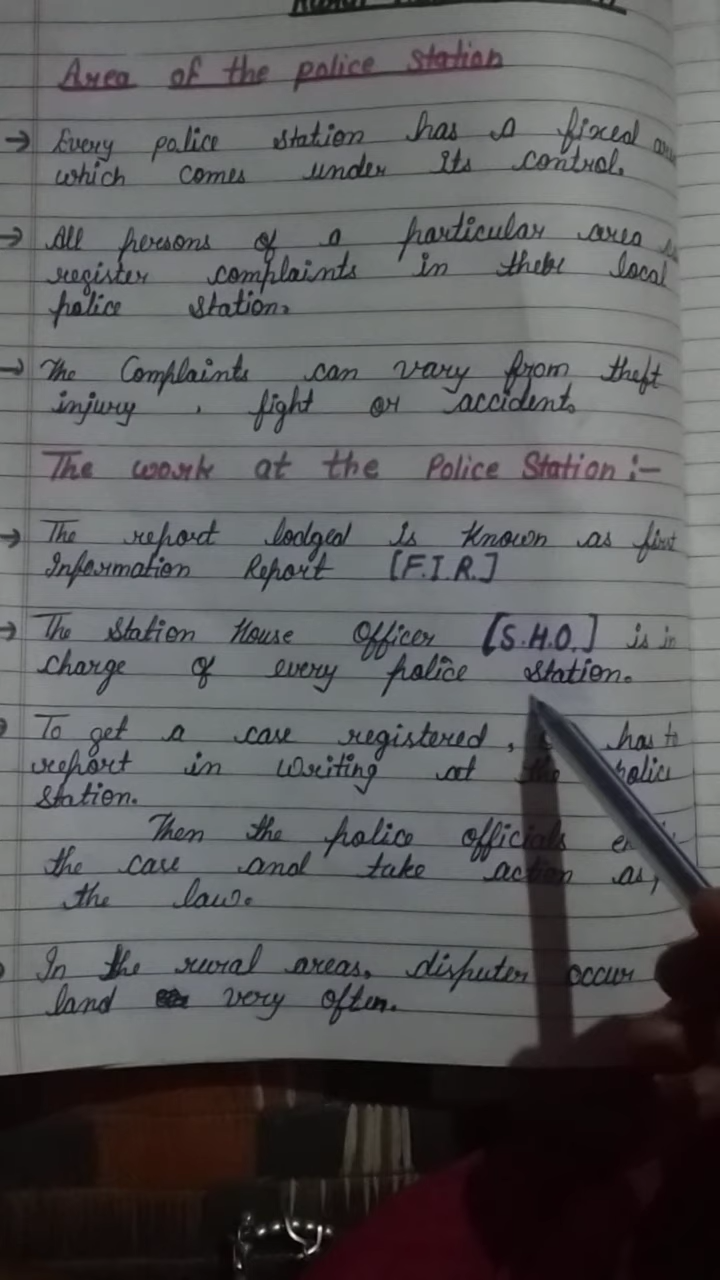 Area of the police station
→ Every police station has a fixed
which comes under its control.
→ All persons of a particular area
register complaints in there local
police station.
→ The Complaints can vary from theft
injury , fight or accident.
The work at the Police Station :-
→ The report lodged is known as first
Information Report [F.I.R.]
→ The Station House Officer [S.H.O.] is in
charge of every police station.
To get a case registered, has to
report in writing at the police
station.
Then the police officials
the case and take action as,
the law.
In the rural areas, disputes occur
land very often.